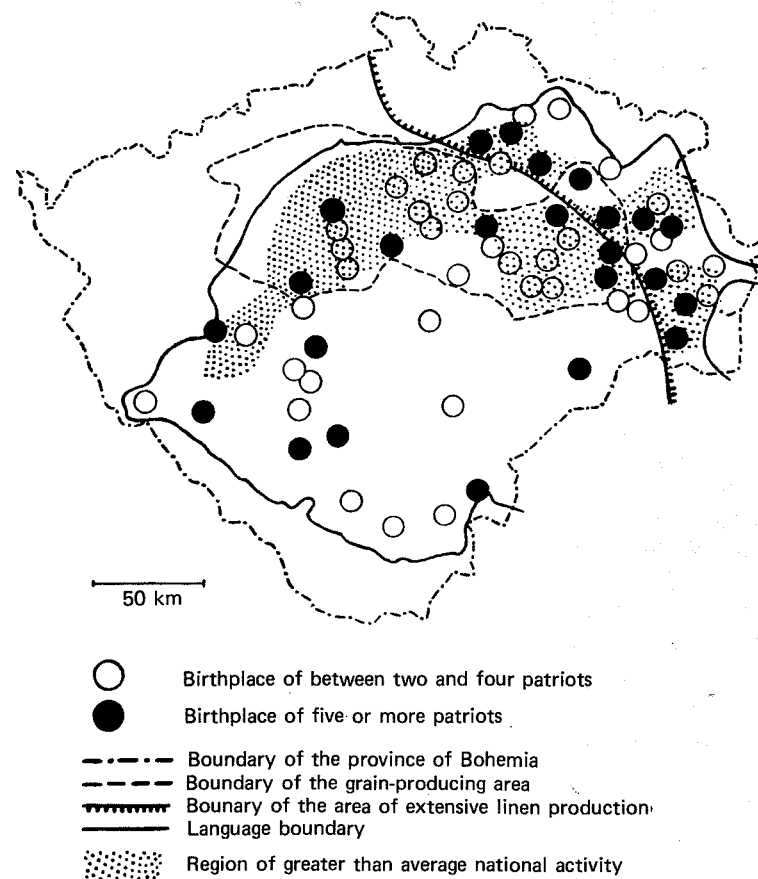 50 km
Birthplace of between two and four patriots
Birthplace of five or more patriots
Boundary of the province of Bohemia
Boundary of the grain-producing area
Bounary of the area of extensive linen production
Language boundary
Region of greater than average national activity